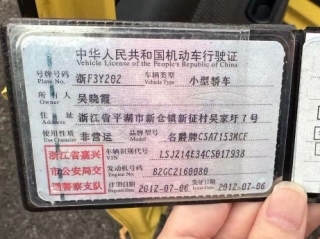 中华人民共和国机动车行驶证
Vehicle License of the People's Republic of China
号牌号码 Plate No. 浙F3Y20Z 车辆类型 Vehicle Type 小型轿车
所有人 Owner 吴晓霞
住址 Address 浙江省平湖市新仓镇新征村吴家圩7号
使用性质 Use Character 非营运 品牌型号 Model 名爵牌CSA7153MCF
浙江省嘉兴市公安局交通警察支队
车辆识别代号 VIN LSJZ14E34CS017938
发动机号码 Engine No. 82GC2160080
注册日期 Register Date 2012-07-06 发证日期 Issue Date 2012-07-06